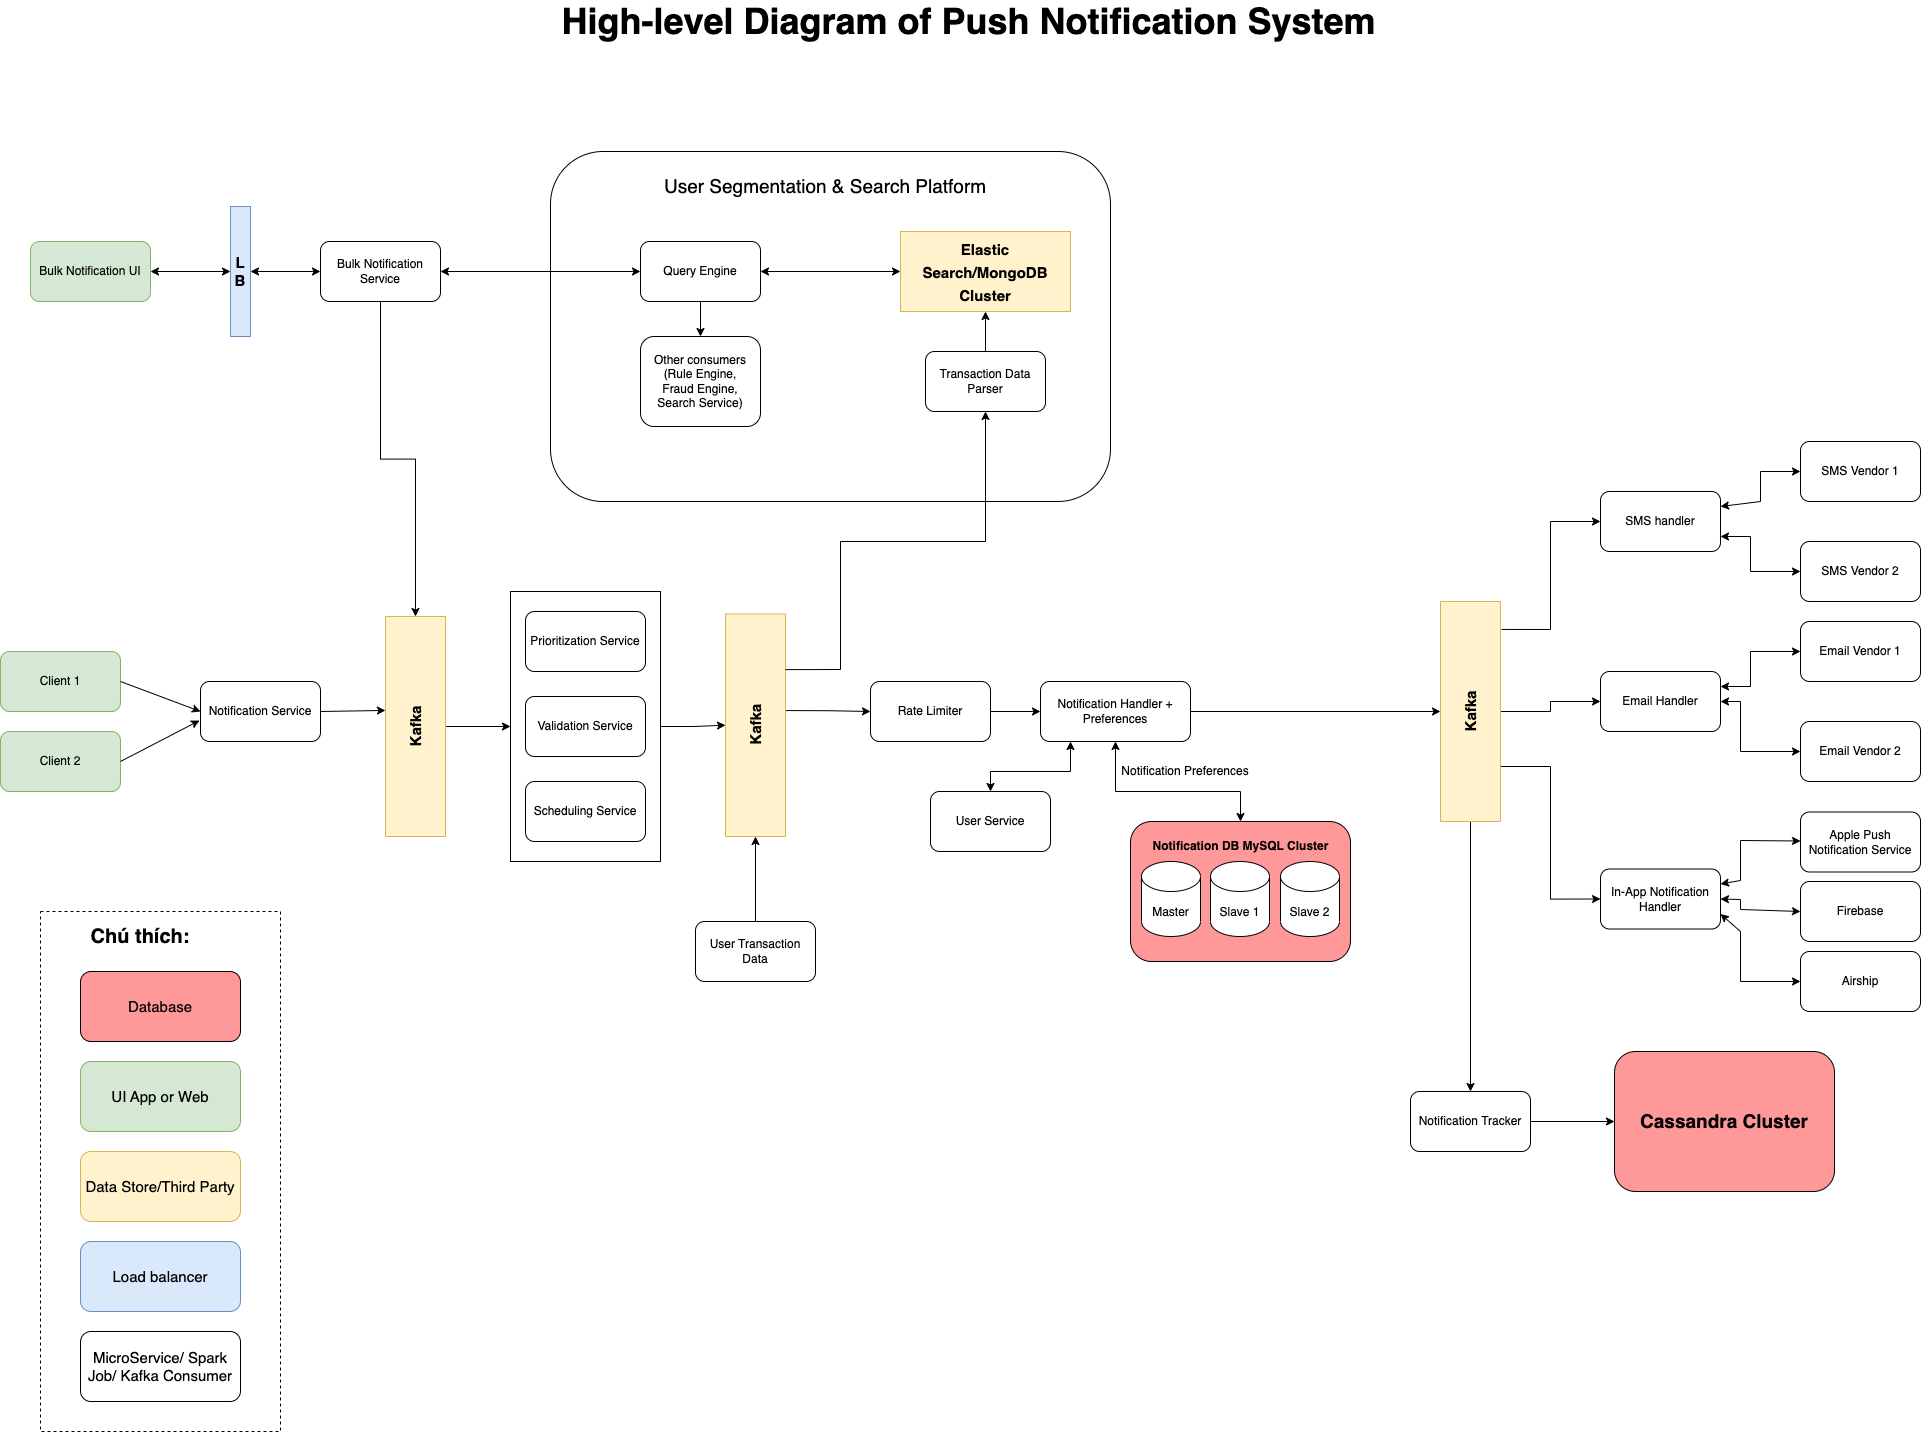 High-level Diagram of Push Notification System
User Segmentation & Search Platform
Bulk Notification UI
L
B
Bulk Notification
Service
Query Engine
Elastic
Search/MongoDB
Cluster
Other consumers
(Rule Engine,
Fraud Engine,
Search Service)
Transaction Data
Parser
Client 1
Client 2
Notification Service
Kafka
Prioritization Service
Validation Service
Scheduling Service
Kafka
User Transaction
Data
Rate Limiter
Notification Handler +
Preferences
Notification Preferences
User Service
Notification DB MySQL Cluster
Master
Slave 1
Slave 2
Kafka
SMS handler
SMS Vendor 1
SMS Vendor 2
Email Handler
Email Vendor 1
Email Vendor 2
In-App Notification
Handler
Apple Push
Notification Service
Firebase
Airship
Notification Tracker
Cassandra Cluster
Chú thích:
Database
UI App or Web
Data Store/Third Party
Load balancer
MicroService/ Spark
Job/ Kafka Consumer